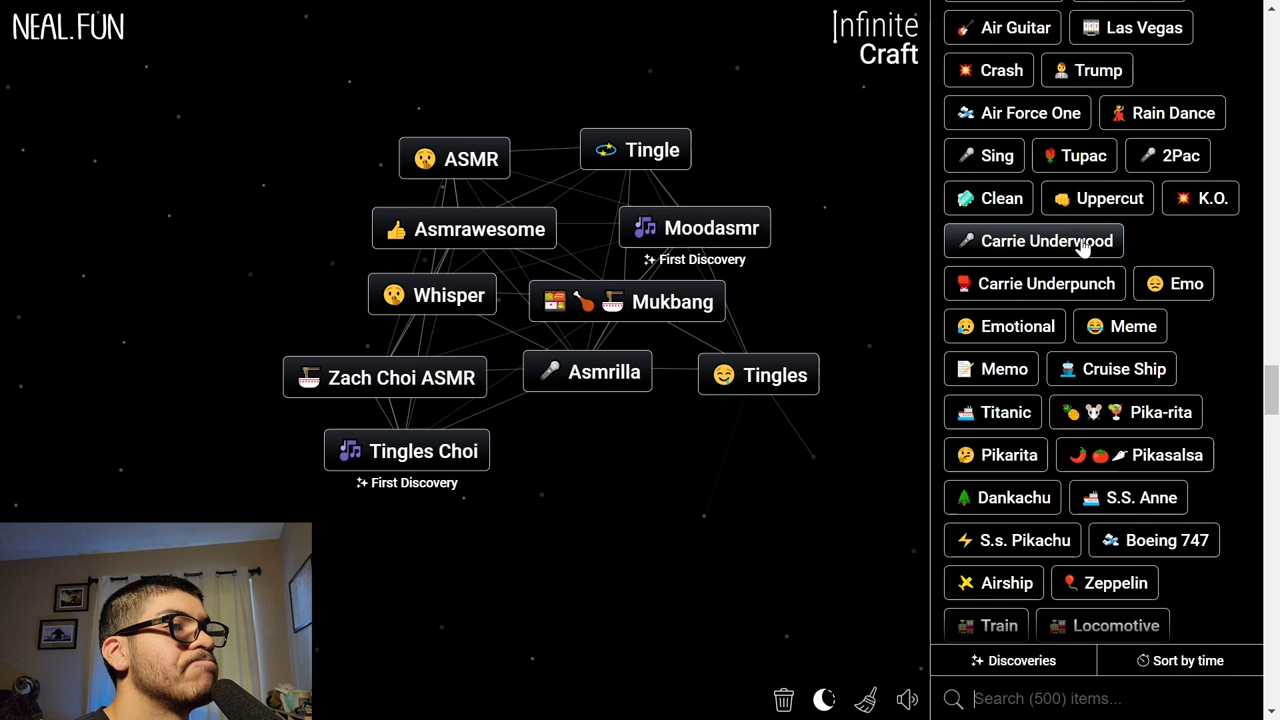 NEAL.FUN
Infinite
Craft
🤫 ASMR
💫 Tingle
👍 Asmrawesome
🎶 Moodasmr
✨ First Discovery
🤫 Whisper
🍱 🍗 🍜 Mukbang
🍜 Zach Choi ASMR
🎤 Asmrilla
😊 Tingles
🎶 Tingles Choi
✨ First Discovery
🎸 Air Guitar
🎰 Las Vegas
💥 Crash
👨‍💼 Trump
🛩 Air Force One
💃 Rain Dance
🎤 Sing
🌹 Tupac
🎤 2Pac
🧼 Clean
👊 Uppercut
💥 K.O.
🎤 Carrie Underwood
🥊 Carrie Underpunch
😔 Emo
😥 Emotional
😂 Meme
📝 Memo
🚢 Cruise Ship
🚢 Titanic
🍍 🐭 🍹 Pika-rita
🤔 Pikarita
🌶 🍅 🌶 Pikasalsa
🌲 Dankachu
🚢 S.S. Anne
⚡ S.s. Pikachu
🛩 Boeing 747
✈ Airship
🎈 Zeppelin
🚂 Train
🚂 Locomotive
✨ Discoveries
Sort by time
Search (500) items...